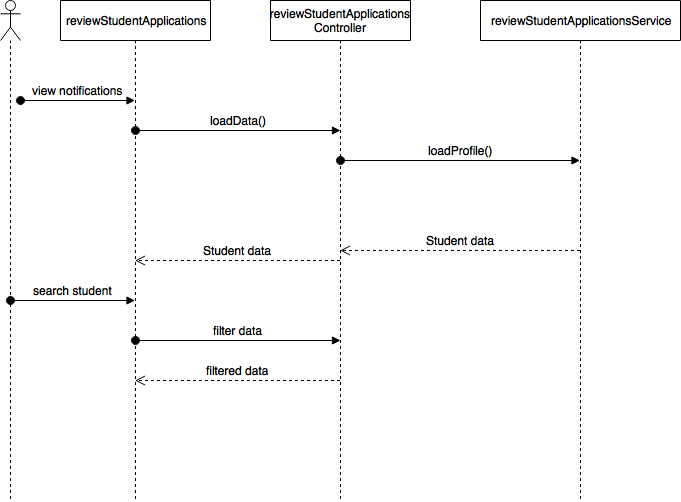 reviewStudentApplications
reviewStudentApplications
Controller
reviewStudentApplicationsService
view notifications
loadData()
loadProfile()
Student data
Student data
search student
filter data
filtered data